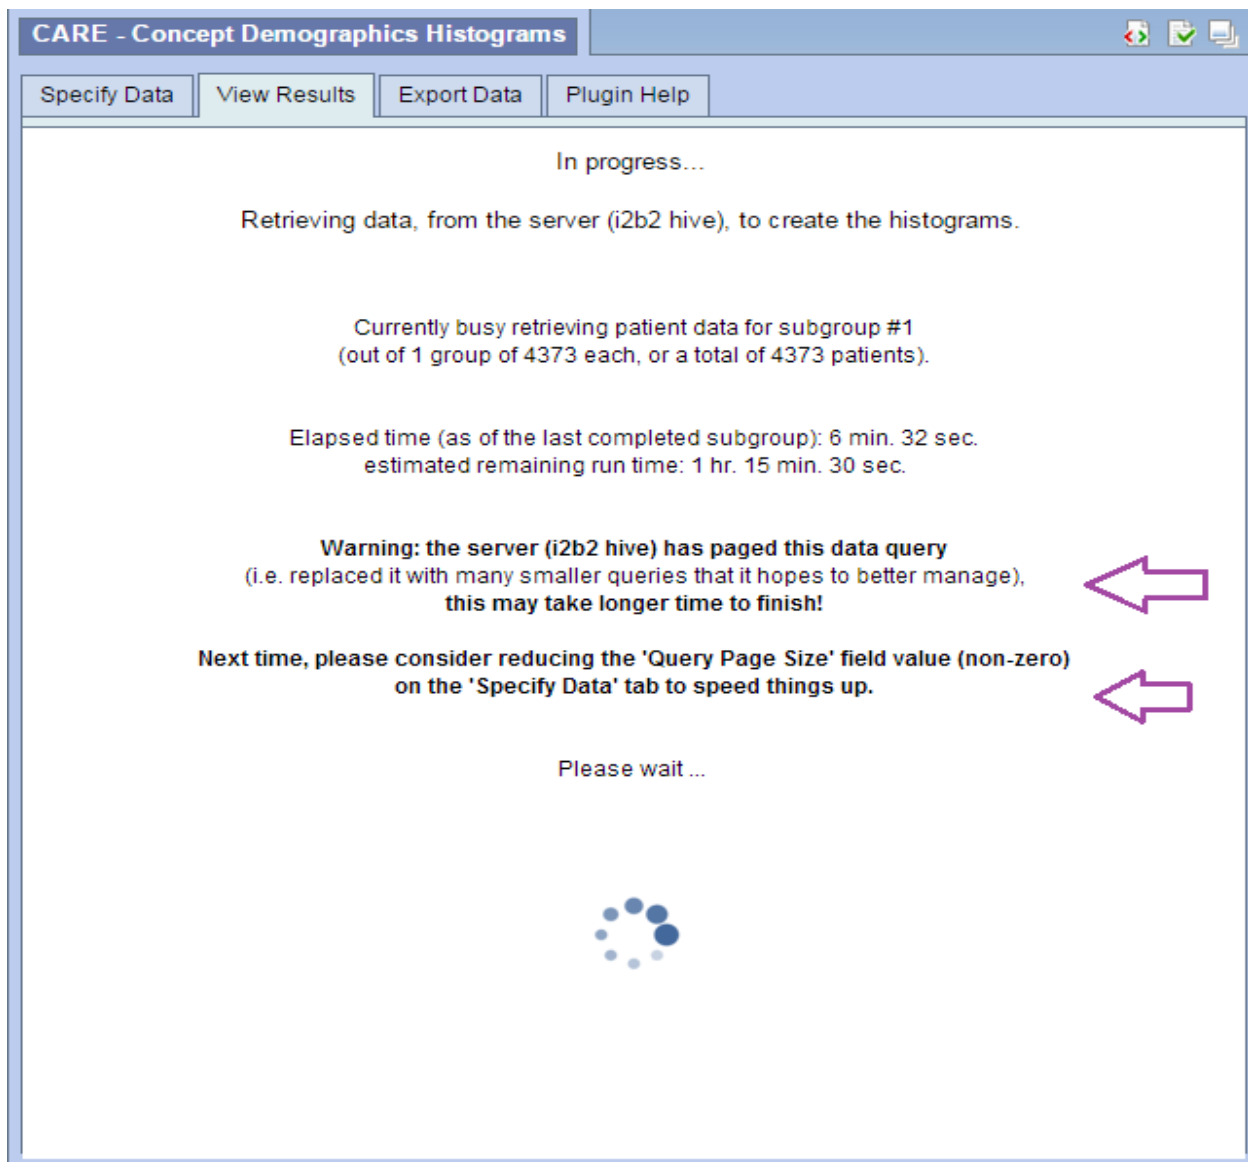 CARE - Concept Demographics Histograms
Specify Data
View Results
Export Data
Plugin Help
In progress...
Retrieving data, from the server (i2b2 hive), to create the histograms.
Currently busy retrieving patient data for subgroup #1
(out of 1 group of 4373 each, or a total of 4373 patients).
Elapsed time (as of the last completed subgroup): 6 min. 32 sec.
estimated remaining run time: 1 hr. 15 min. 30 sec.
Warning: the server (i2b2 hive) has paged this data query
(i.e. replaced it with many smaller queries that it hopes to better manage),
this may take longer time to finish!
Next time, please consider reducing the 'Query Page Size' field value (non-zero)
on the 'Specify Data' tab to speed things up.
Please wait ...